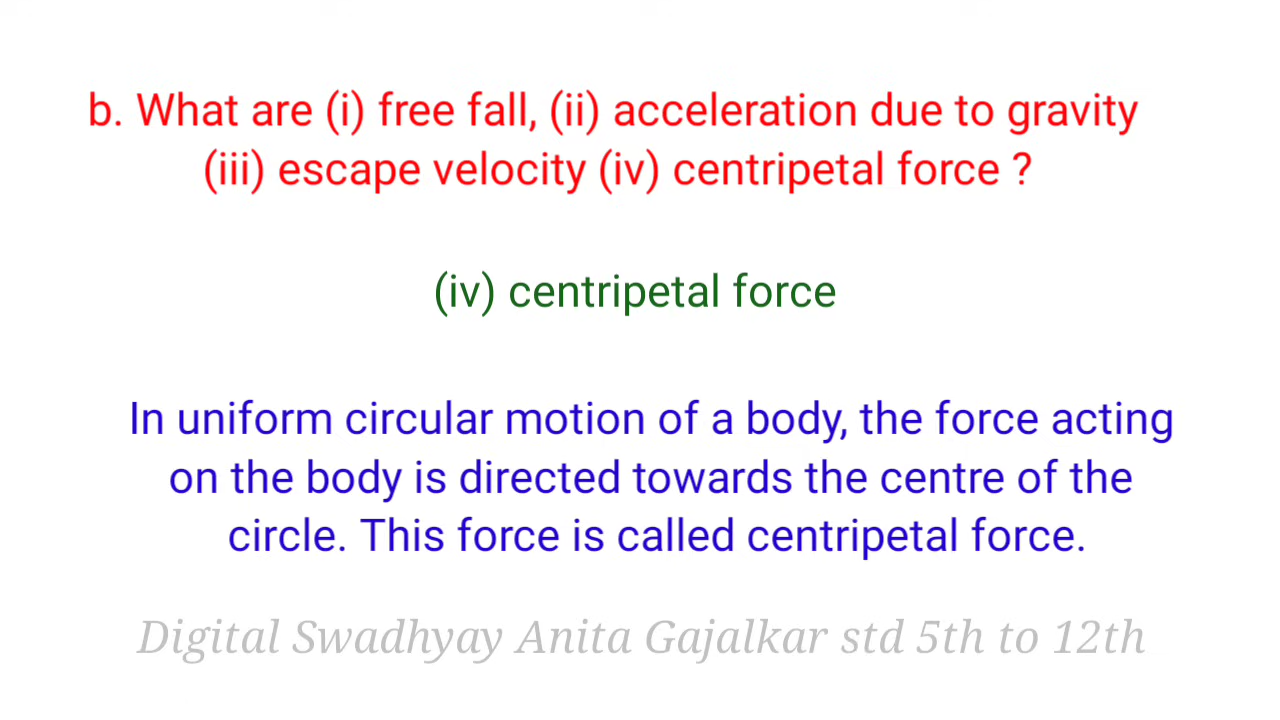 b. What are (i) free fall, (ii) acceleration due to gravity
(iii) escape velocity (iv) centripetal force ?
(iv) centripetal force
In uniform circular motion of a body, the force acting
on the body is directed towards the centre of the
circle. This force is called centripetal force.
Digital Swadhyay Anita Gajalkar std 5th to 12th